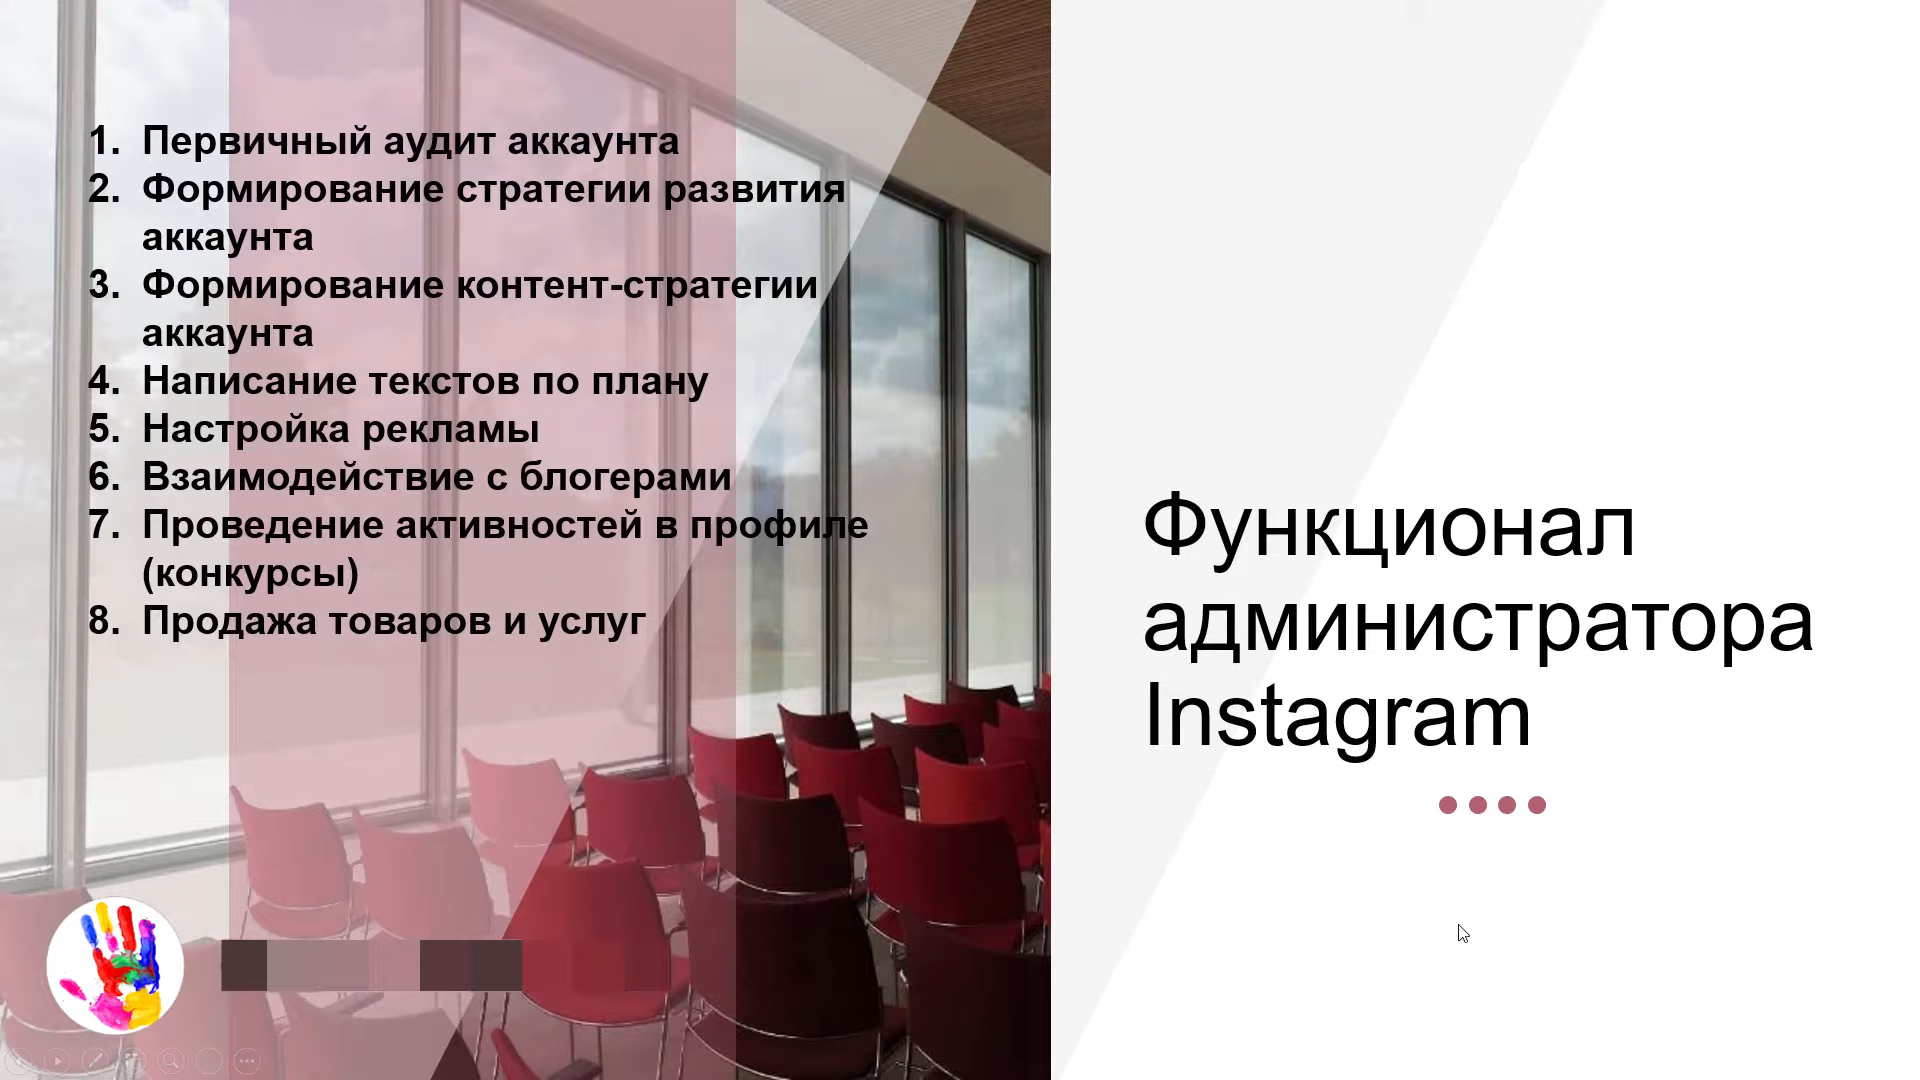 1. Первичный аудит аккаунта
2. Формирование стратегии развития
аккаунта
3. Формирование контент-стратегии
аккаунта
4. Написание текстов по плану
5. Настройка рекламы
6. Взаимодействие с блогерами
7. Проведение активностей в профиле
(конкурсы)
8. Продажа товаров и услуг
Функционал
администратора
Instagram